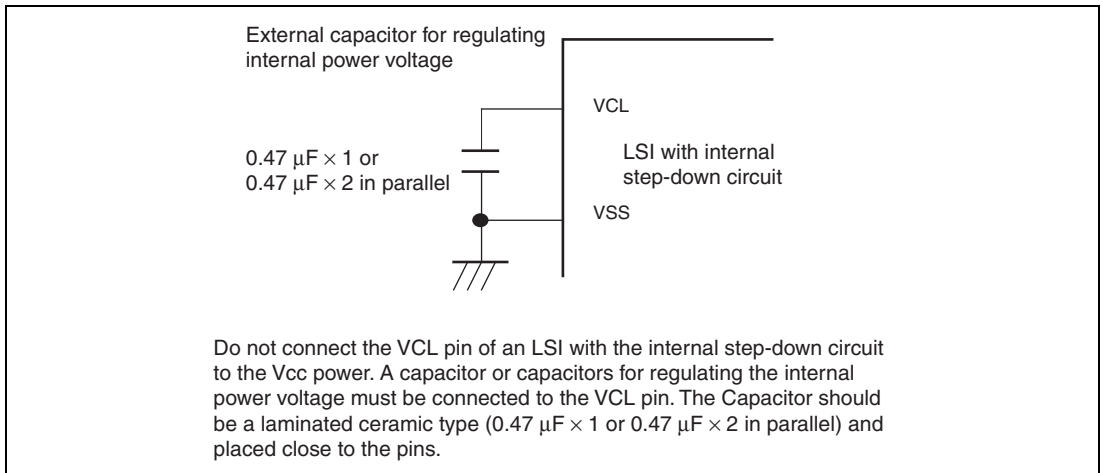 External capacitor for regulating
internal power voltage
VCL
0.47 μF × 1 or
0.47 μF × 2 in parallel
LSI with internal
step-down circuit
VSS
Do not connect the VCL pin of an LSI with the internal step-down circuit
to the Vcc power. A capacitor or capacitors for regulating the internal
power voltage must be connected to the VCL pin. The Capacitor should
be a laminated ceramic type (0.47 μF × 1 or 0.47 μF × 2 in parallel) and
placed close to the pins.